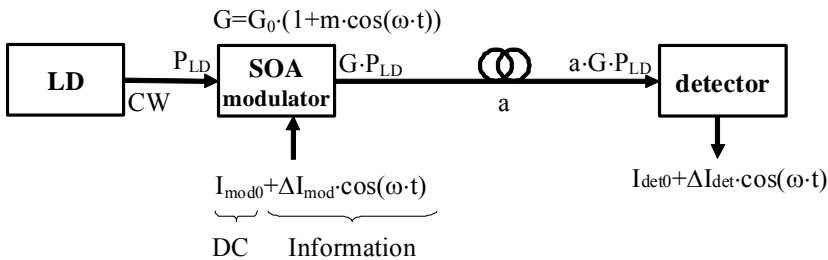 G=G₀·(1+m·cos(ω·t))
LD
P_LD
CW
SOA
modulator
G·P_LD
a
a·G·P_LD
detector
I_mod0+ΔI_mod·cos(ω·t)
I_det0+ΔI_det·cos(ω·t)
DC Information